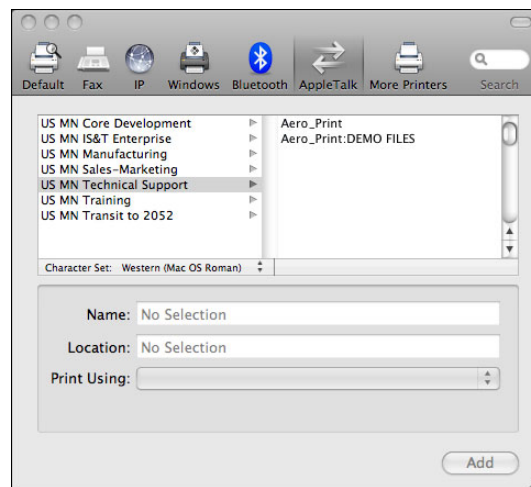 Default Fax IP Windows Bluetooth AppleTalk More Printers Search
US MN Core Development
US MN IS&T Enterprise
US MN Manufacturing
US MN Sales-Marketing
US MN Technical Support
US MN Training
US MN Transit to 2052
Aero_Print
Aero_Print:DEMO FILES
Character Set: Western (Mac OS Roman)
Name: No Selection
Location: No Selection
Print Using:
Add